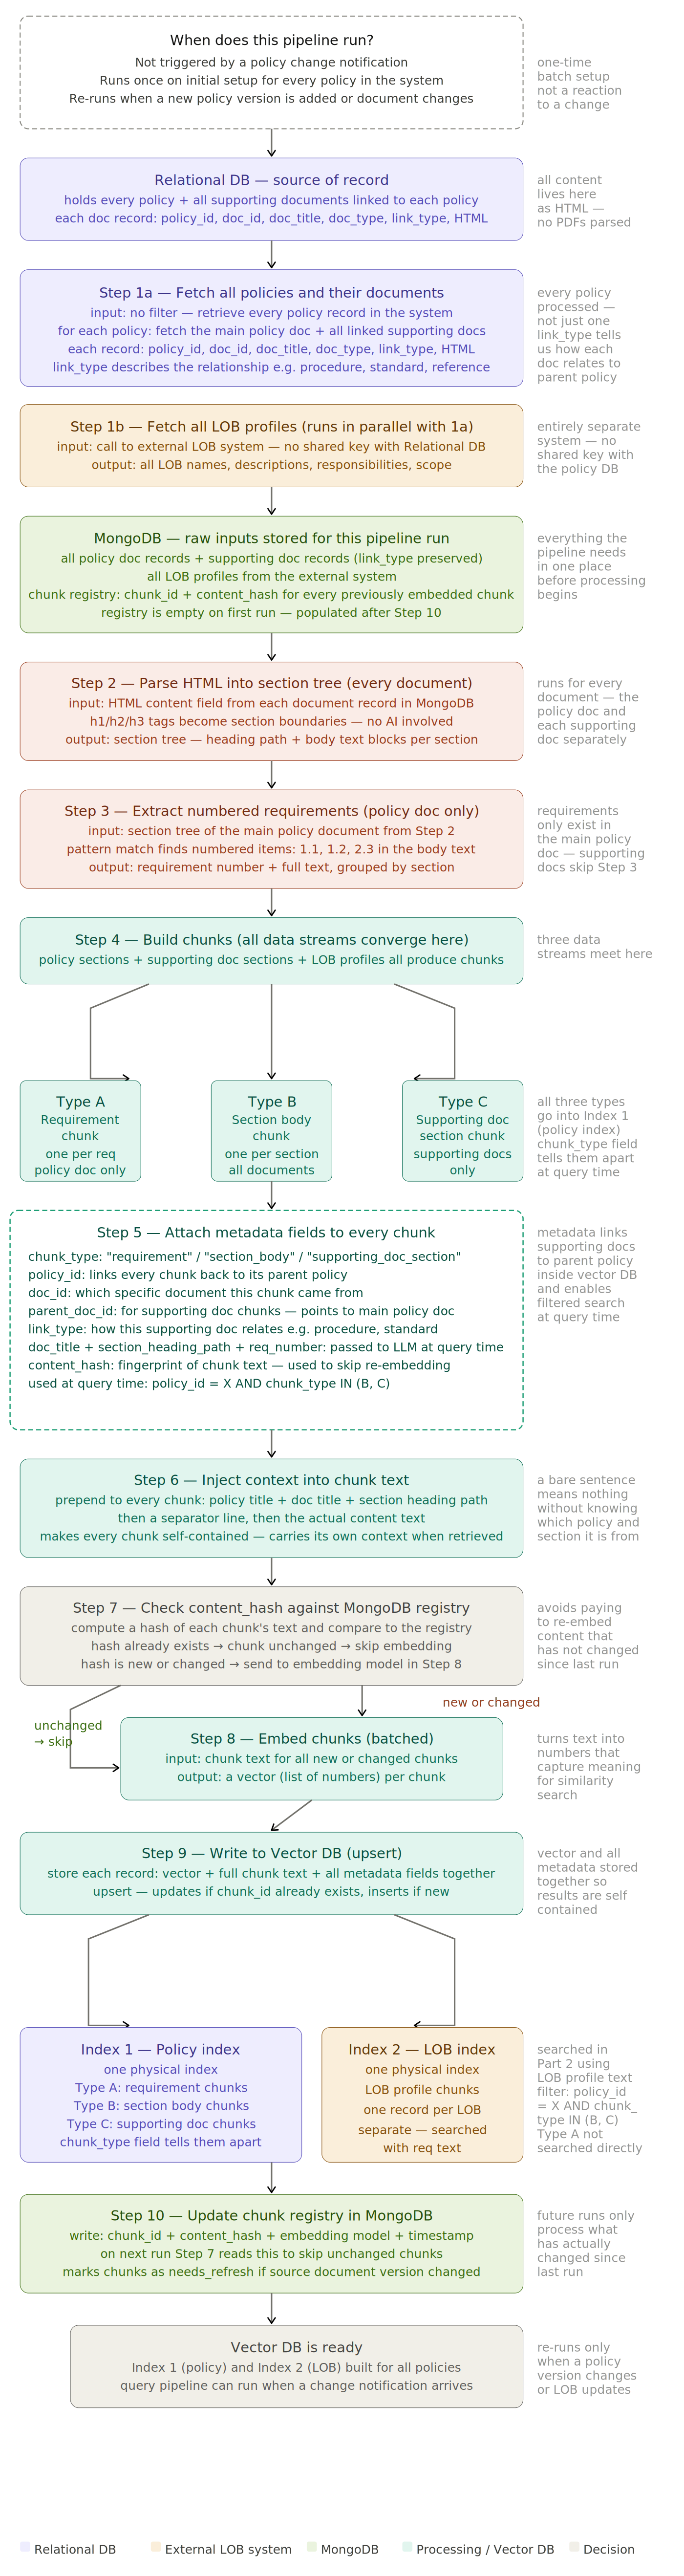 When does this pipeline run?
Not triggered by a policy change notification
Runs once on initial setup for every policy in the system
Re-runs when a new policy version is added or document changes
one-time
batch setup
not a reaction
to a change
Relational DB — source of record
holds every policy + all supporting documents linked to each policy
each doc record: policy_id, doc_id, doc_title, doc_type, link_type, HTML
all content
lives here
as HTML —
no PDFs parsed
Step 1a — Fetch all policies and their documents
input: no filter — retrieve every policy record in the system
for each policy: fetch the main policy doc + all linked supporting docs
each record: policy_id, doc_id, doc_title, doc_type, link_type, HTML
link_type describes the relationship e.g. procedure, standard, reference
every policy
processed —
not just one
link_type tells
us how each
doc relates to
parent policy
Step 1b — Fetch all LOB profiles (runs in parallel with 1a)
input: call to external LOB system — no shared key with Relational DB
output: all LOB names, descriptions, responsibilities, scope
entirely separate
system — no
shared key with
the policy DB
MongoDB — raw inputs stored for this pipeline run
all policy doc records + supporting doc records (link_type preserved)
all LOB profiles from the external system
chunk registry: chunk_id + content_hash for every previously embedded chunk
registry is empty on first run — populated after Step 10
everything the
pipeline needs
in one place
before processing
begins
Step 2 — Parse HTML into section tree (every document)
input: HTML content field from each document record in MongoDB
h1/h2/h3 tags become section boundaries — no AI involved
output: section tree — heading path + body text blocks per section
runs for every
document — the
policy doc and
each supporting
doc separately
Step 3 — Extract numbered requirements (policy doc only)
input: section tree of the main policy document from Step 2
pattern match finds numbered items: 1.1, 1.2, 2.3 in the body text
output: requirement number + full text, grouped by section
requirements
only exist in
the main policy
doc — supporting
docs skip Step 3
Step 4 — Build chunks (all data streams converge here)
policy sections + supporting doc sections + LOB profiles all produce chunks
three data
streams meet here
Type A
Requirement
chunk
one per req
policy doc only
Type B
Section body
chunk
one per section
all documents
Type C
Supporting doc
section chunk
supporting docs
only
all three types
go into Index 1
(policy index)
chunk_type field
tells them apart
at query time
Step 5 — Attach metadata fields to every chunk
chunk_type: "requirement" / "section_body" / "supporting_doc_section"
policy_id: links every chunk back to its parent policy
doc_id: which specific document this chunk came from
parent_doc_id: for supporting doc chunks — points to main policy doc
link_type: how this supporting doc relates e.g. procedure, standard
doc_title + section_heading_path + req_number: passed to LLM at query time
content_hash: fingerprint of chunk text — used to skip re-embedding
used at query time: policy_id = X AND chunk_type IN (B, C)
metadata links
supporting docs
to parent policy
inside vector DB
and enables
filtered search
at query time
Step 6 — Inject context into chunk text
prepend to every chunk: policy title + doc title + section heading path
then a separator line, then the actual content text
makes every chunk self-contained — carries its own context when retrieved
a bare sentence
means nothing
without knowing
which policy and
section it is from
Step 7 — Check content_hash against MongoDB registry
compute a hash of each chunk's text and compare to the registry
hash already exists → chunk unchanged → skip embedding
hash is new or changed → send to embedding model in Step 8
avoids paying
to re-embed
content that
has not changed
since last run
new or changed
unchanged
→ skip
Step 8 — Embed chunks (batched)
input: chunk text for all new or changed chunks
output: a vector (list of numbers) per chunk
turns text into
numbers that
capture meaning
for similarity
search
Step 9 — Write to Vector DB (upsert)
store each record: vector + full chunk text + all metadata fields together
upsert — updates if chunk_id already exists, inserts if new
vector and all
metadata stored
together so
results are self
contained
Index 1 — Policy index
one physical index
Type A: requirement chunks
Type B: section body chunks
Type C: supporting doc chunks
chunk_type field tells them apart
Index 2 — LOB index
one physical index
LOB profile chunks
one record per LOB
separate — searched
with req text
searched in
Part 2 using
LOB profile text
filter: policy_id
= X AND chunk_
type IN (B, C)
Type A not
searched directly
Step 10 — Update chunk registry in MongoDB
write: chunk_id + content_hash + embedding model + timestamp
on next run Step 7 reads this to skip unchanged chunks
marks chunks as needs_refresh if source document version changed
future runs only
process what
has actually
changed since
last run
Vector DB is ready
Index 1 (policy) and Index 2 (LOB) built for all policies
query pipeline can run when a change notification arrives
re-runs only
when a policy
version changes
or LOB updates
Relational DB
External LOB system
MongoDB
Processing / Vector DB
Decision